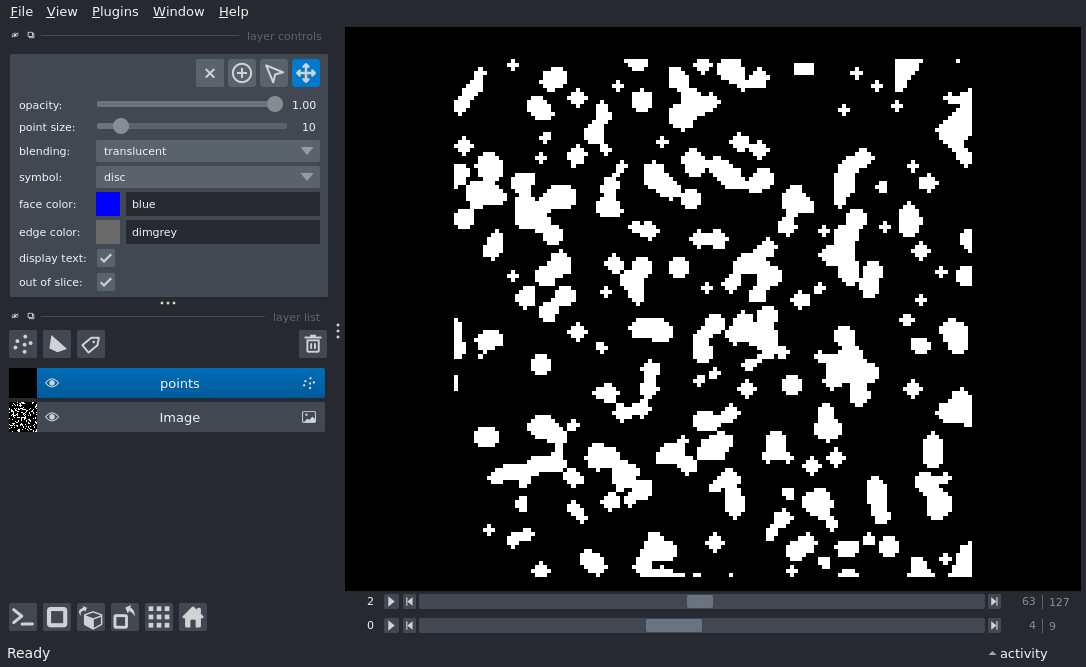 File View Plugins Window Help
layer controls
opacity: 1.00
point size: 10
blending: translucent
symbol: disc
face color: blue
edge color: dimgrey
display text:
out of slice:
layer list
points
Image
2 63 127
0 4 9
Ready activity